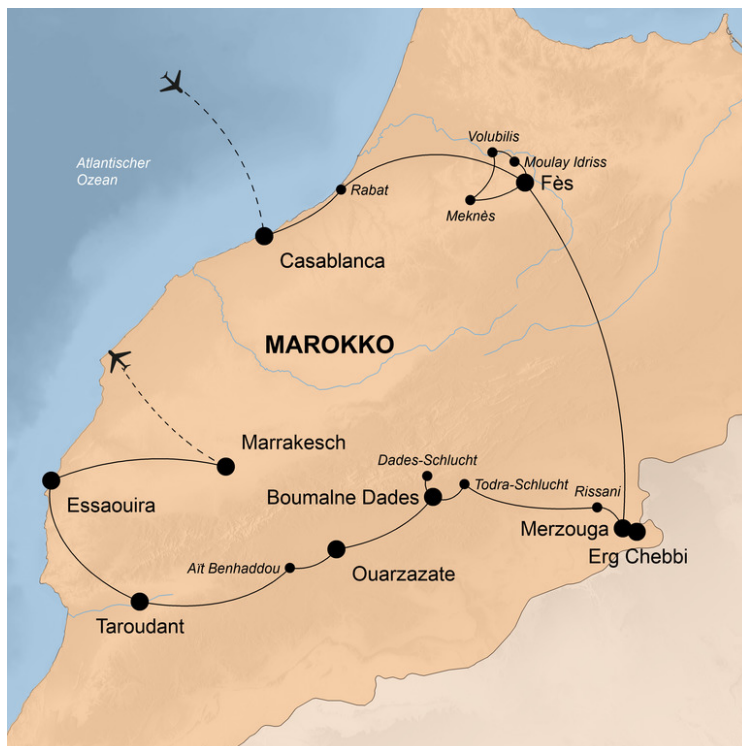 Atlantischer
Ozean
Volubilis
Moulay Idriss
Fès
Rabat
Meknès
Casablanca
MAROKKO
Marrakesch
Dades-Schlucht
Todra-Schlucht
Essaouira
Boumalne Dades
Rissani
Merzouga
Erg Chebbi
Aït Benhaddou
Ouarzazate
Taroudant